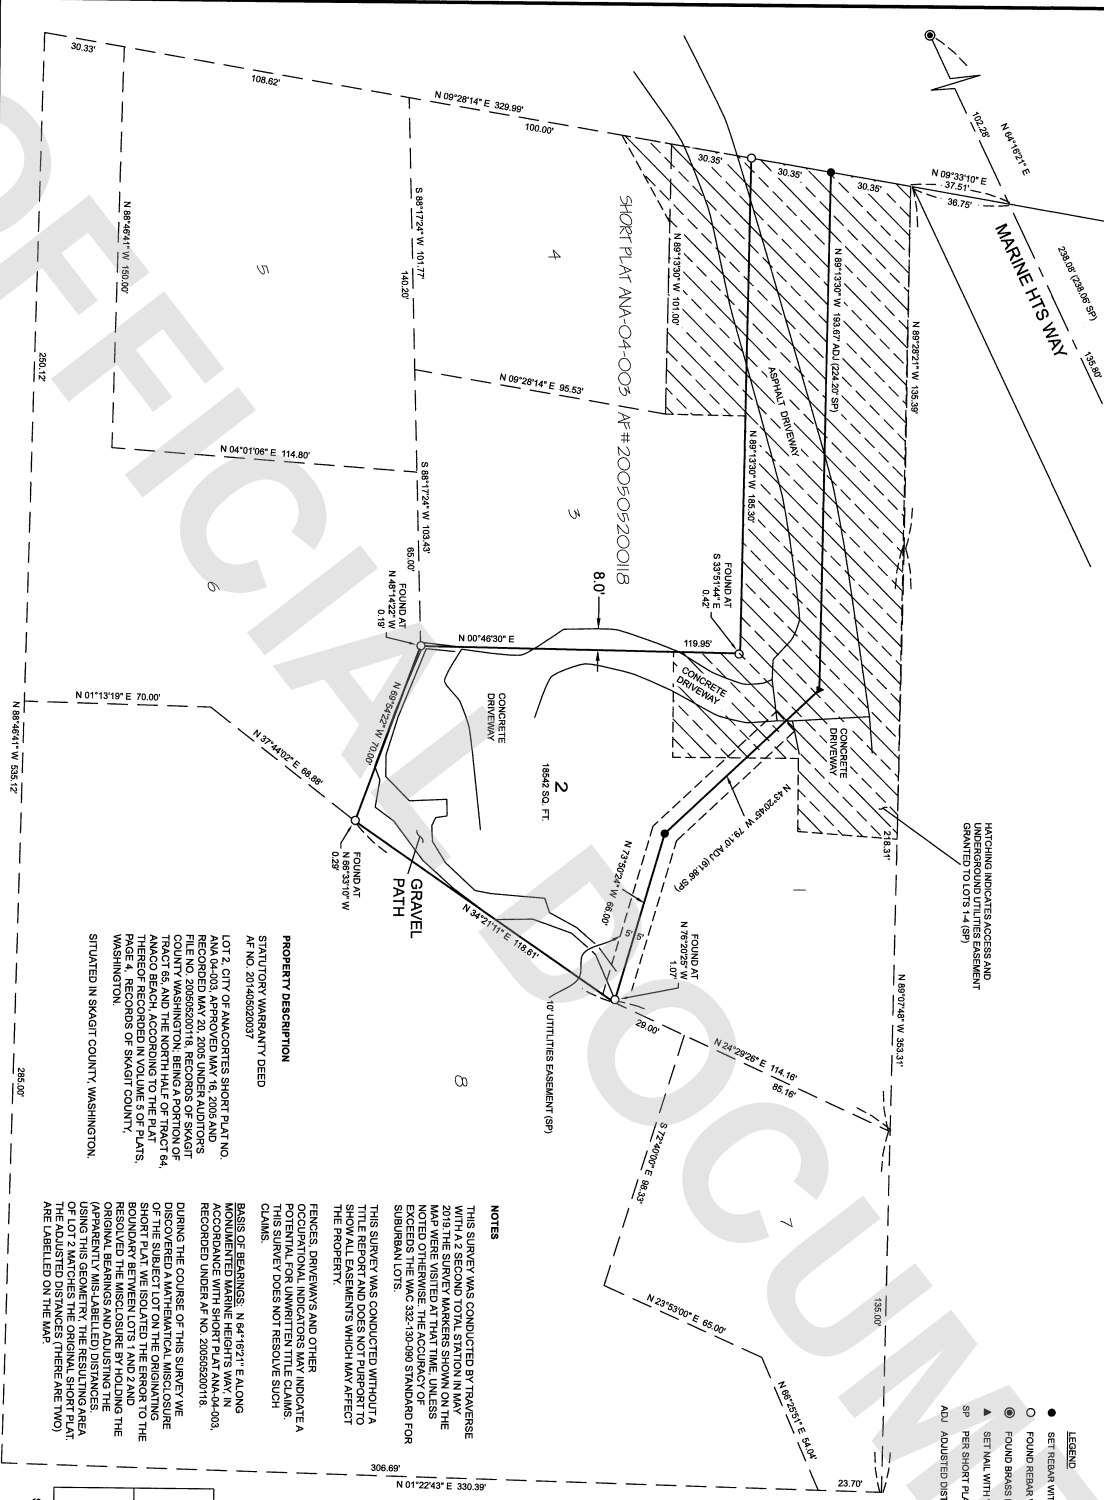 UNOFFICIAL DOCUMENT
30.33'
108.62'
N 09°28'14" E 329.99'
100.00'
30.35'
30.35'
30.35'
N 09°33'10" E
37.51'
36.75'
102.28'
N 64°16'21" E
238.08' (238.06' SP)
135.80'
MARINE HTS WAY
N 88°46'41" W 150.00'
5
S 88°17'24" W 101.77'
140.20'
4
SHORT PLAT ANA-04-003 AF# 200505200118
N 89°13'30" W 101.00'
N 89°13'30" W 193.67' ADJ (224.20' SP)
N 89°28'21" W 135.39'
ASPHALT DRIVEWAY
N 09°28'14" E 95.53'
N 89°13'30" W 185.30'
250.12'
N 04°01'06" E 114.80'
S 88°17'24" W 103.43'
65.00'
3
6
8.0'
FOUND AT
S 33°51'44" E
0.42'
FOUND AT
N 48°14'22" W
0.19'
N 00°46'30" E
119.95'
CONCRETE
DRIVEWAY
CONCRETE
DRIVEWAY
CONCRETE
DRIVEWAY
N 01°13'19" E 70.00'
N 37°44'02" E 68.88'
N 69°54'22" W 70.00'
2
18542 SQ. FT.
N 43°20'45" W 79.10' ADJ (61.86' SP)
218.31'
HATCHING INDICATES ACCESS AND
UNDERGROUND UTILITIES EASEMENT
GRANTED TO LOTS 1-4 (SP)
N 88°46'41" W 535.12'
FOUND AT
N 66°33'10" W
0.29'
GRAVEL
PATH
N 34°21'11" E 118.61'
N 73°50'24" W 66.00'
5' 5'
1
FOUND AT
N 76°20'25" W
1.07'
10' UTILITIES EASEMENT (SP)
29.00'
N 24°29'26" E 114.16'
85.16'
N 89°07'48" W 353.31'
8
S 72°40'00" E 98.33'
7
N 23°53'00" E 65.00'
N 66°25'51" E 54.04'
135.00'
23.70'
285.00'
306.69'
N 01°22'43" E 330.39'
PROPERTY DESCRIPTION
STATUTORY WARRANTY DEED
AF NO. 201405020037
LOT 2, CITY OF ANACORTES SHORT PLAT NO.
ANA 04-003, APPROVED MAY 16, 2005 AND
RECORDED MAY 20, 2005 UNDER AUDITOR'S
FILE NO. 200505200118, RECORDS OF SKAGIT
COUNTY WASHINGTON; BEING A PORTION OF
TRACT 65, AND THE NORTH HALF OF TRACT 64,
ANACO BEACH, ACCORDING TO THE PLAT
THEREOF RECORDED IN VOLUME 5 OF PLATS,
PAGE 4, RECORDS OF SKAGIT COUNTY,
WASHINGTON.
SITUATED IN SKAGIT COUNTY, WASHINGTON.
NOTES
THIS SURVEY WAS CONDUCTED BY TRAVERSE
WITH A 2 SECOND TOTAL STATION IN MAY
2019. THE SURVEY MARKERS SHOWN ON THE
MAP WERE VISITED AT THAT TIME, UNLESS
NOTED OTHERWISE. THE ACCURACY OF
EXCEEDS THE WAC 332-130-090 STANDARD FOR
SUBURBAN LOTS.
THIS SURVEY WAS CONDUCTED WITHOUT A
TITLE REPORT AND DOES NOT PURPORT TO
SHOW ALL EASEMENTS WHICH MAY AFFECT
THE PROPERTY.
FENCES, DRIVEWAYS AND OTHER
OCCUPATIONAL INDICATORS MAY INDICATE A
POTENTIAL FOR UNWRITTEN TITLE CLAIMS.
THIS SURVEY DOES NOT RESOLVE SUCH
CLAIMS.
BASIS OF BEARINGS: N 64°16'21" E ALONG
MONUMENTED MARINE HEIGHTS WAY, IN
ACCORDANCE WITH SHORT PLAT ANA-04-003,
RECORDED UNDER AF NO. 200505200118.
DURING THE COURSE OF THIS SURVEY WE
DISCOVERED A MATHEMATICAL MISCLOSURE
OF THE SUBJECT LOT ON THE ORIGINATING
SHORT PLAT. WE ISOLATED THE ERROR TO THE
BOUNDARY BETWEEN LOTS 1 AND 2 AND
RESOLVED THE MISCLOSURE BY HOLDING THE
ORIGINAL BEARINGS AND ADJUSTING THE
(APPARENTLY MIS-LABELLED) DISTANCES.
USING THIS GEOMETRY, THE RESULTING AREA
OF LOT 2 MATCHES THE ORIGINAL SHORT PLAT.
THE ADJUSTED DISTANCES (THERE ARE TWO)
ARE LABELLED ON THE MAP.
LEGEND
SET REBAR WIT
FOUND REBAR
FOUND BRASS
SET NAIL WITH
SP PER SHORT PLA
ADJ ADJUSTED DIST